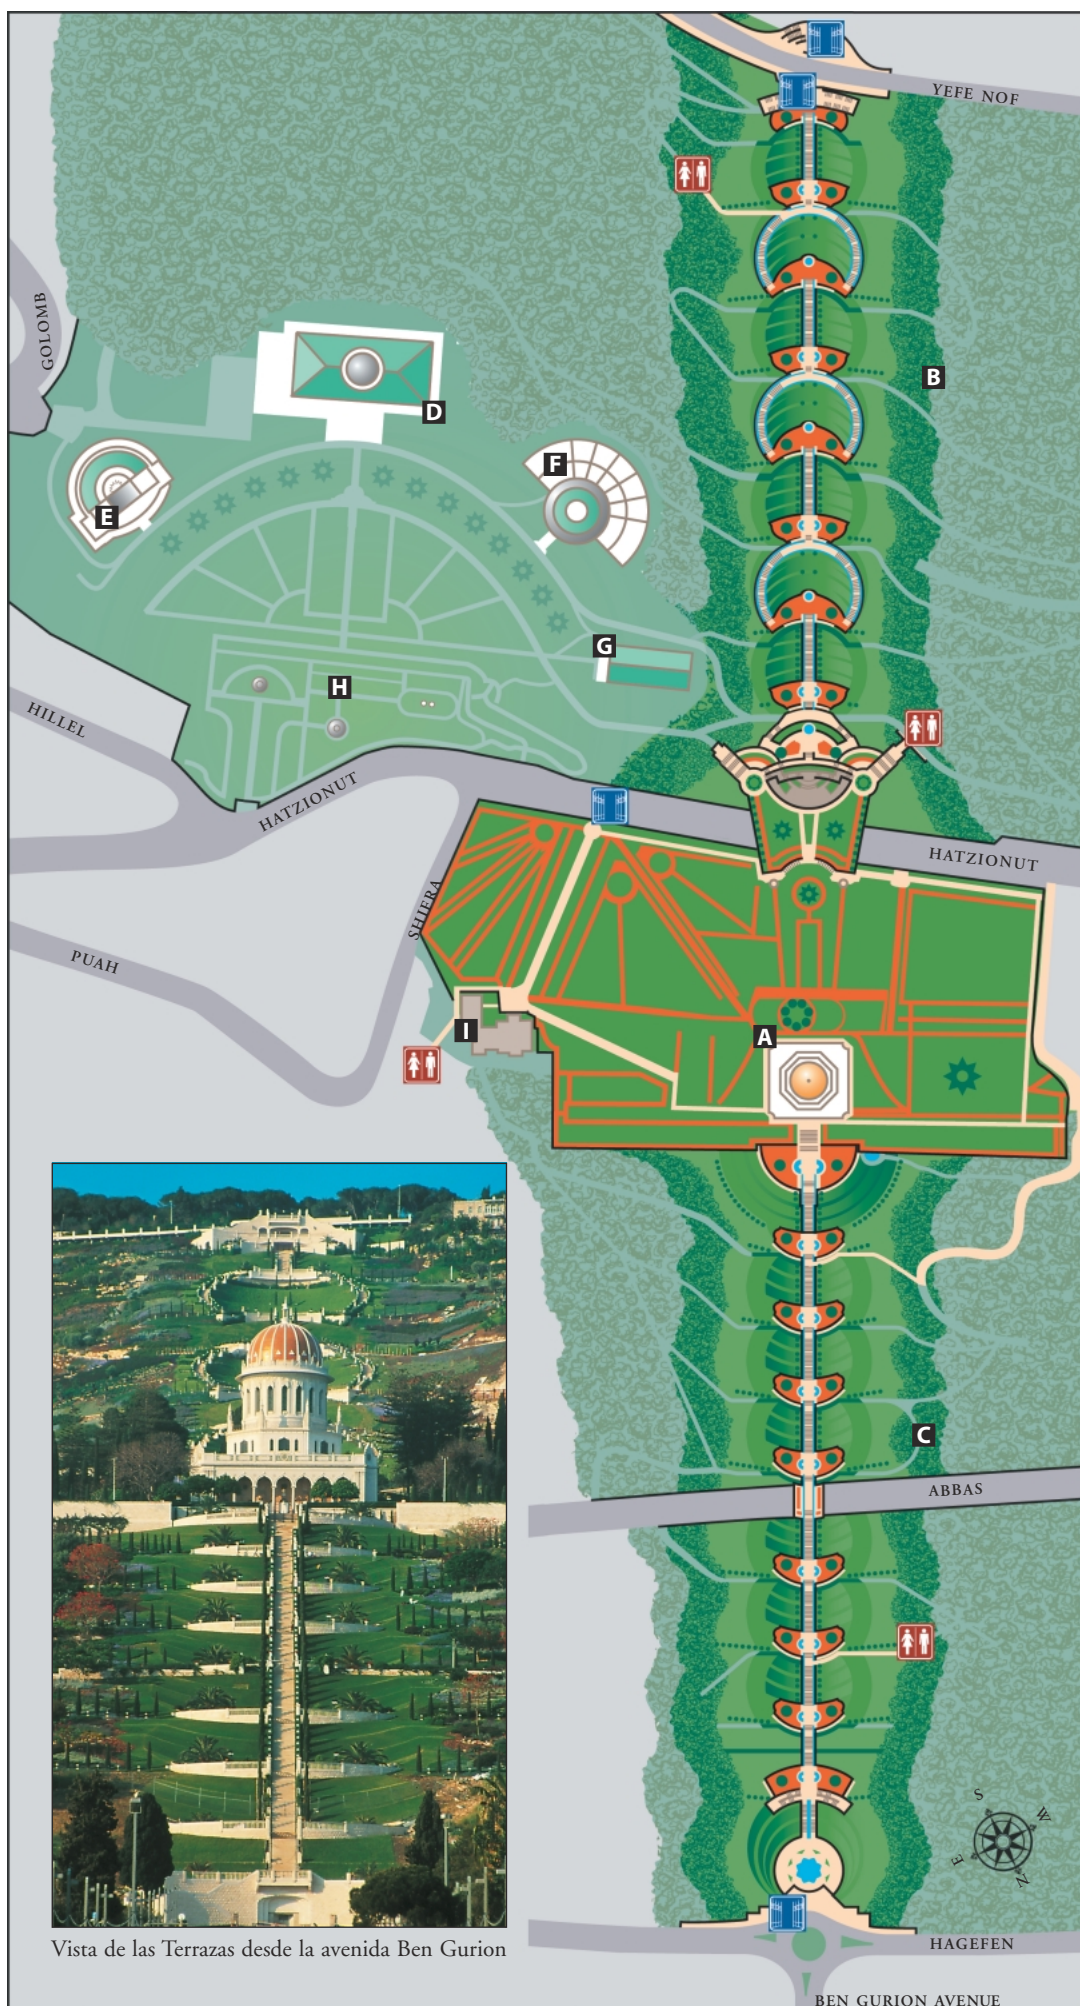 YEFE NOF
GOLOMB
B
D
F
E
G
H
HILLEL
HATZIONUT
HATZIONUT
SHIFRA
PUAH
I
A
C
ABBAS
S
W
E
N
Vista de las Terrazas desde la avenida Ben Gurion
HAGEFEN
BEN GURION AVENUE